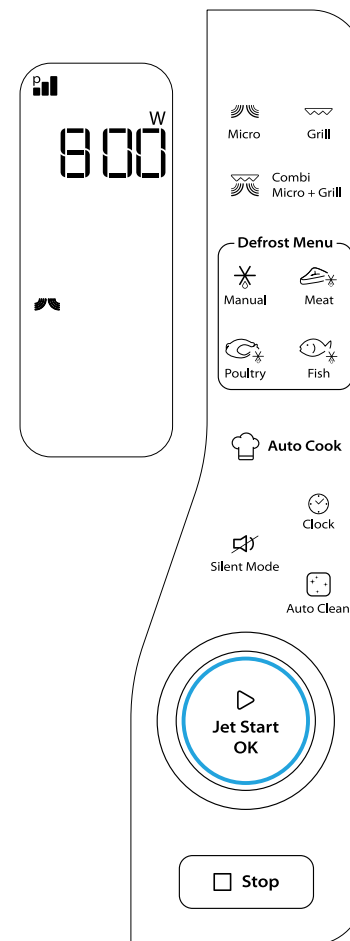 P
W
800
Micro
Grill
Combi
Micro + Grill
Defrost Menu
Manual
Meat
Poultry
Fish
Auto Cook
Clock
Silent Mode
Auto Clean
Jet Start
OK
Stop